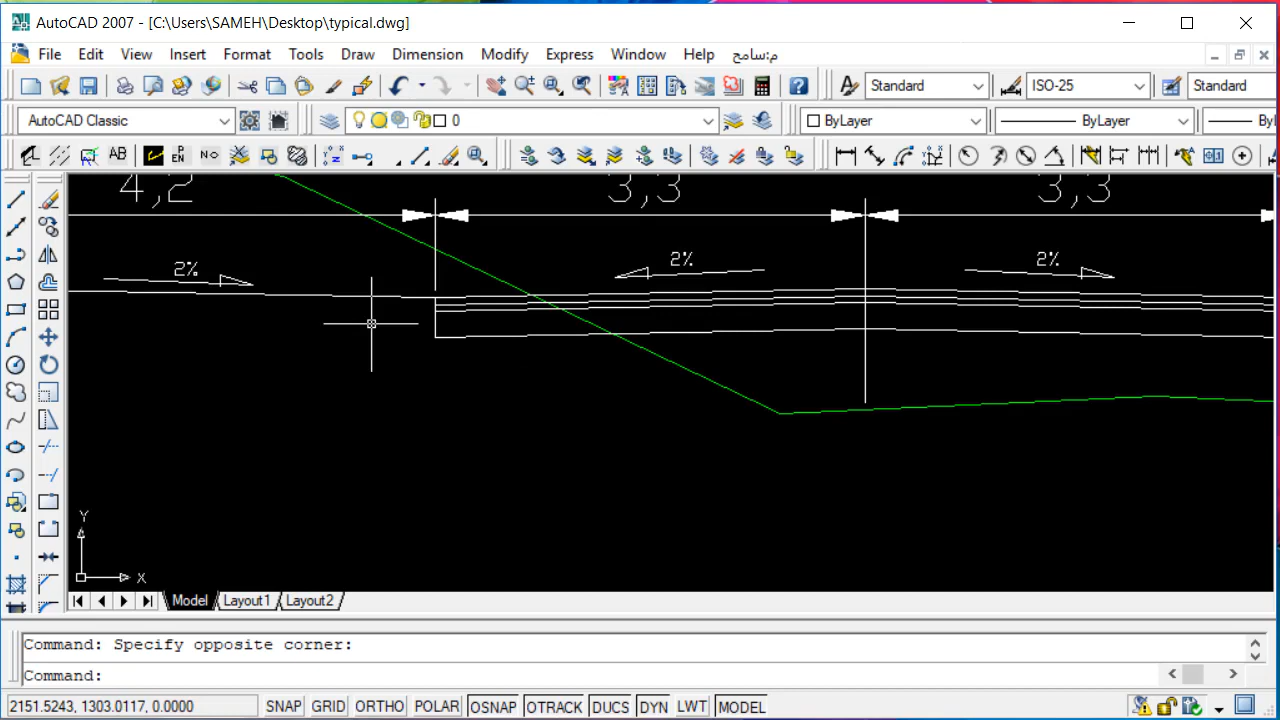 AutoCAD 2007 - [C:\Users\SAMEH\Desktop\typical.dwg]
File Edit View Insert Format Tools Draw Dimension Modify Express Window Help م:سامح
Standard ISO-25 Standard
AutoCAD Classic 0 ByLayer ByLayer ByL
4,2 3,3 3,3
2% 2% 2%
Y
X
Model Layout1 Layout2
Command: Specify opposite corner:
Command:
2151.5243, 1303.0117, 0.0000 SNAP GRID ORTHO POLAR OSNAP OTRACK DUCS DYN LWT MODEL